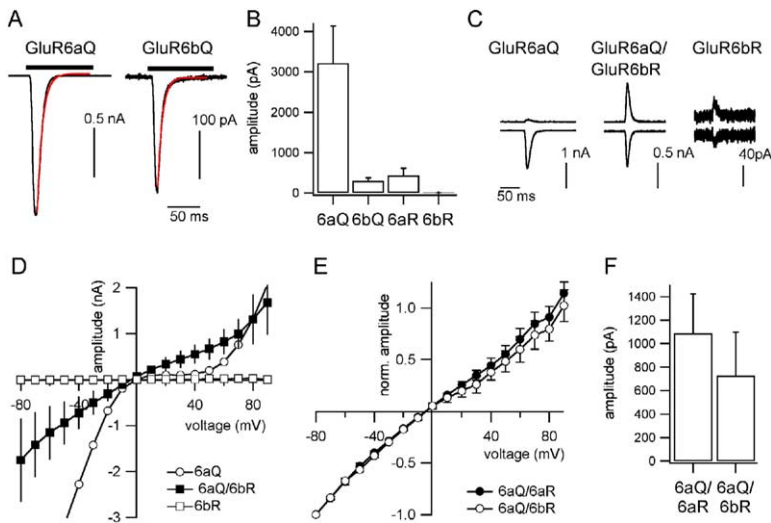 A
GluR6aQ
GluR6bQ
0.5 nA
100 pA
50 ms
B
amplitude (pA)
4000
3000
2000
1000
0
6aQ 6bQ 6aR 6bR
C
GluR6aQ
GluR6aQ/
GluR6bR
GluR6bR
50 ms
1 nA
0.5 nA
40pA
D
amplitude (nA)
2
1
-80 -40
40 80
voltage (mV)
-1
-2
-3
6aQ
6aQ/6bR
6bR
E
norm. amplitude
1.0
0.5
-80 -40
0 40 80
voltage (mV)
-0.5
-1.0
6aQ/6aR
6aQ/6bR
F
amplitude (pA)
1400
1200
1000
800
600
400
200
0
6aQ/ 6aQ/
6aR 6bR